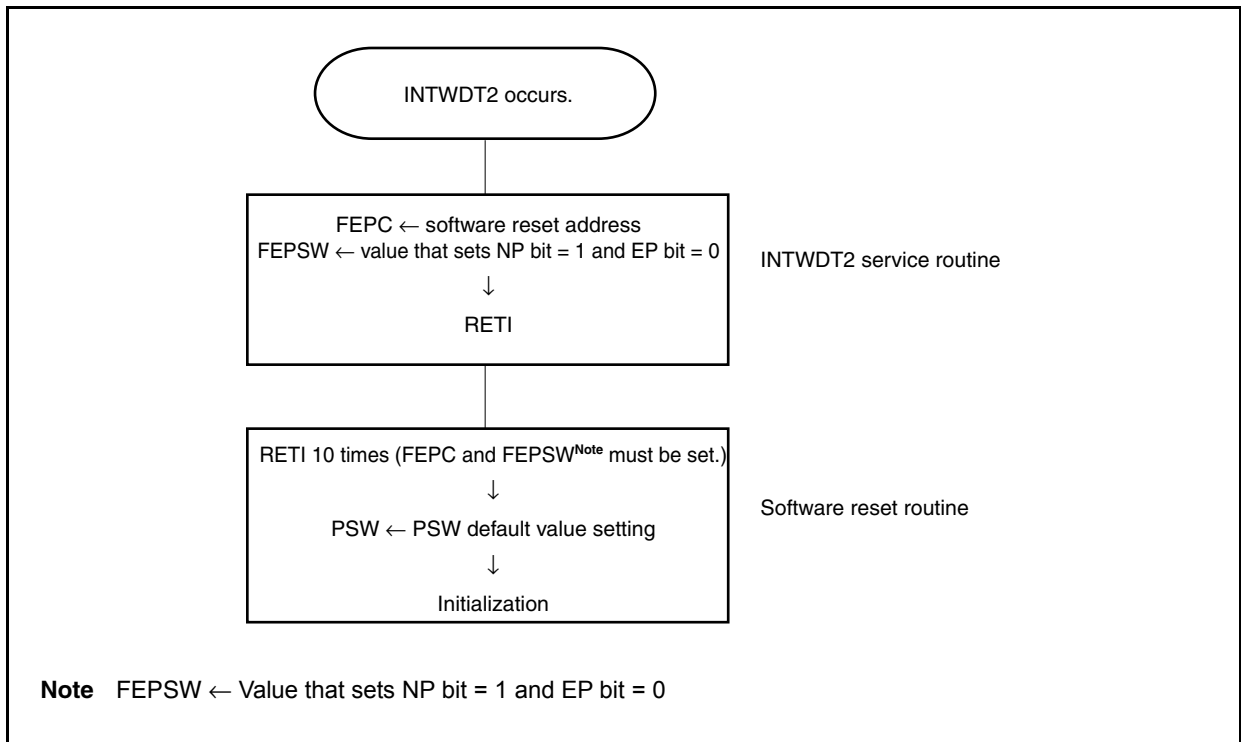 INTWDT2 occurs.
FEPC ← software reset address
FEPSW ← value that sets NP bit = 1 and EP bit = 0
↓
RETI
INTWDT2 service routine
RETI 10 times (FEPC and FEPSWNote must be set.)
↓
PSW ← PSW default value setting
↓
Initialization
Software reset routine
Note FEPSW ← Value that sets NP bit = 1 and EP bit = 0